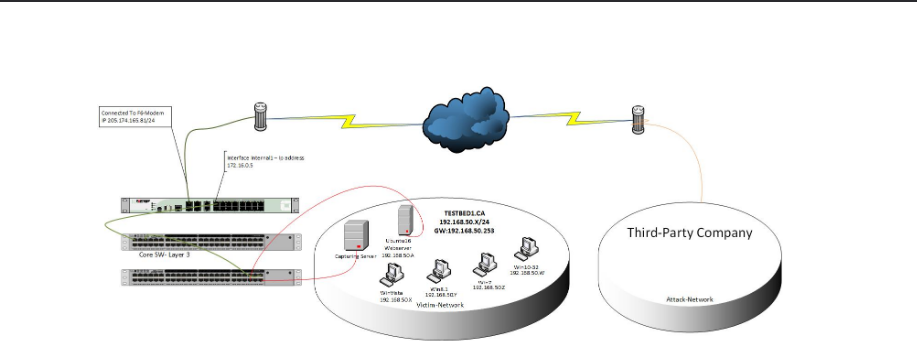 Connected To Fib-Modem
IP 205.174.165.81/24
Interface Internal1 – Ip address
172.16.0.5
Core SW- Layer 3
TESTBED1.CA
192.168.50.X/24
GW:192.168.50.253
Capturing Server
Ubuntu16
Webserver
192.168.50.A
Win-Vista
192.168.50.X
Win8.1
192.168.50.Y
Win-7
192.168.50.Z
Win10-32
192.168.50.W
Victim-Network
Third-Party Company
Attack-Network